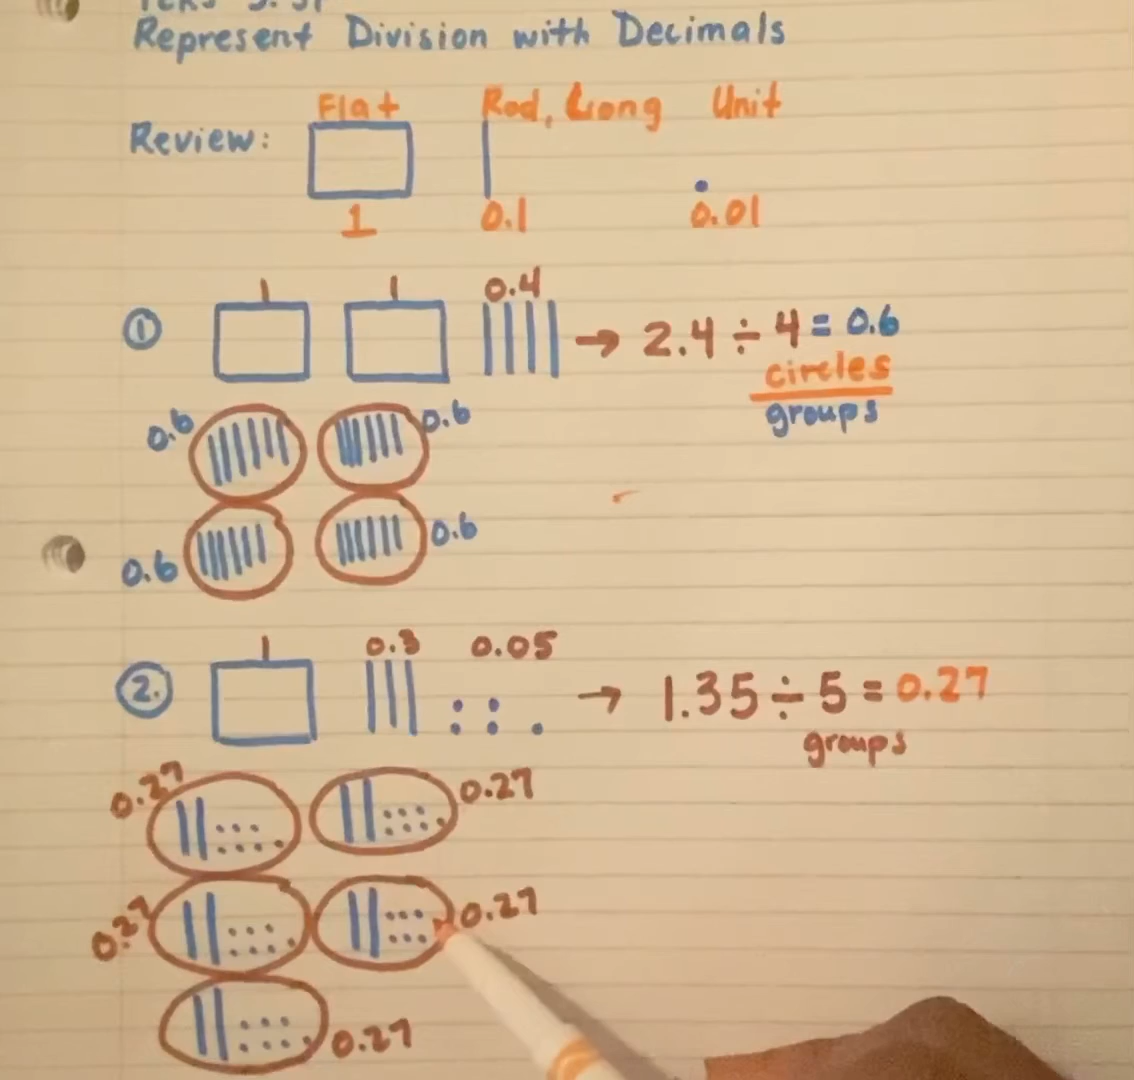 Represent Division with Decimals
Review:
Flat Rod, Long Unit
1 0.1 0.01
① 1 1 0.4 → 2.4 ÷ 4 = 0.6
circles
groups
0.6 0.6
0.6 0.6
② 1 0.3 0.05 → 1.35 ÷ 5 = 0.27
groups
0.27 0.27
0.27 0.27
0.27